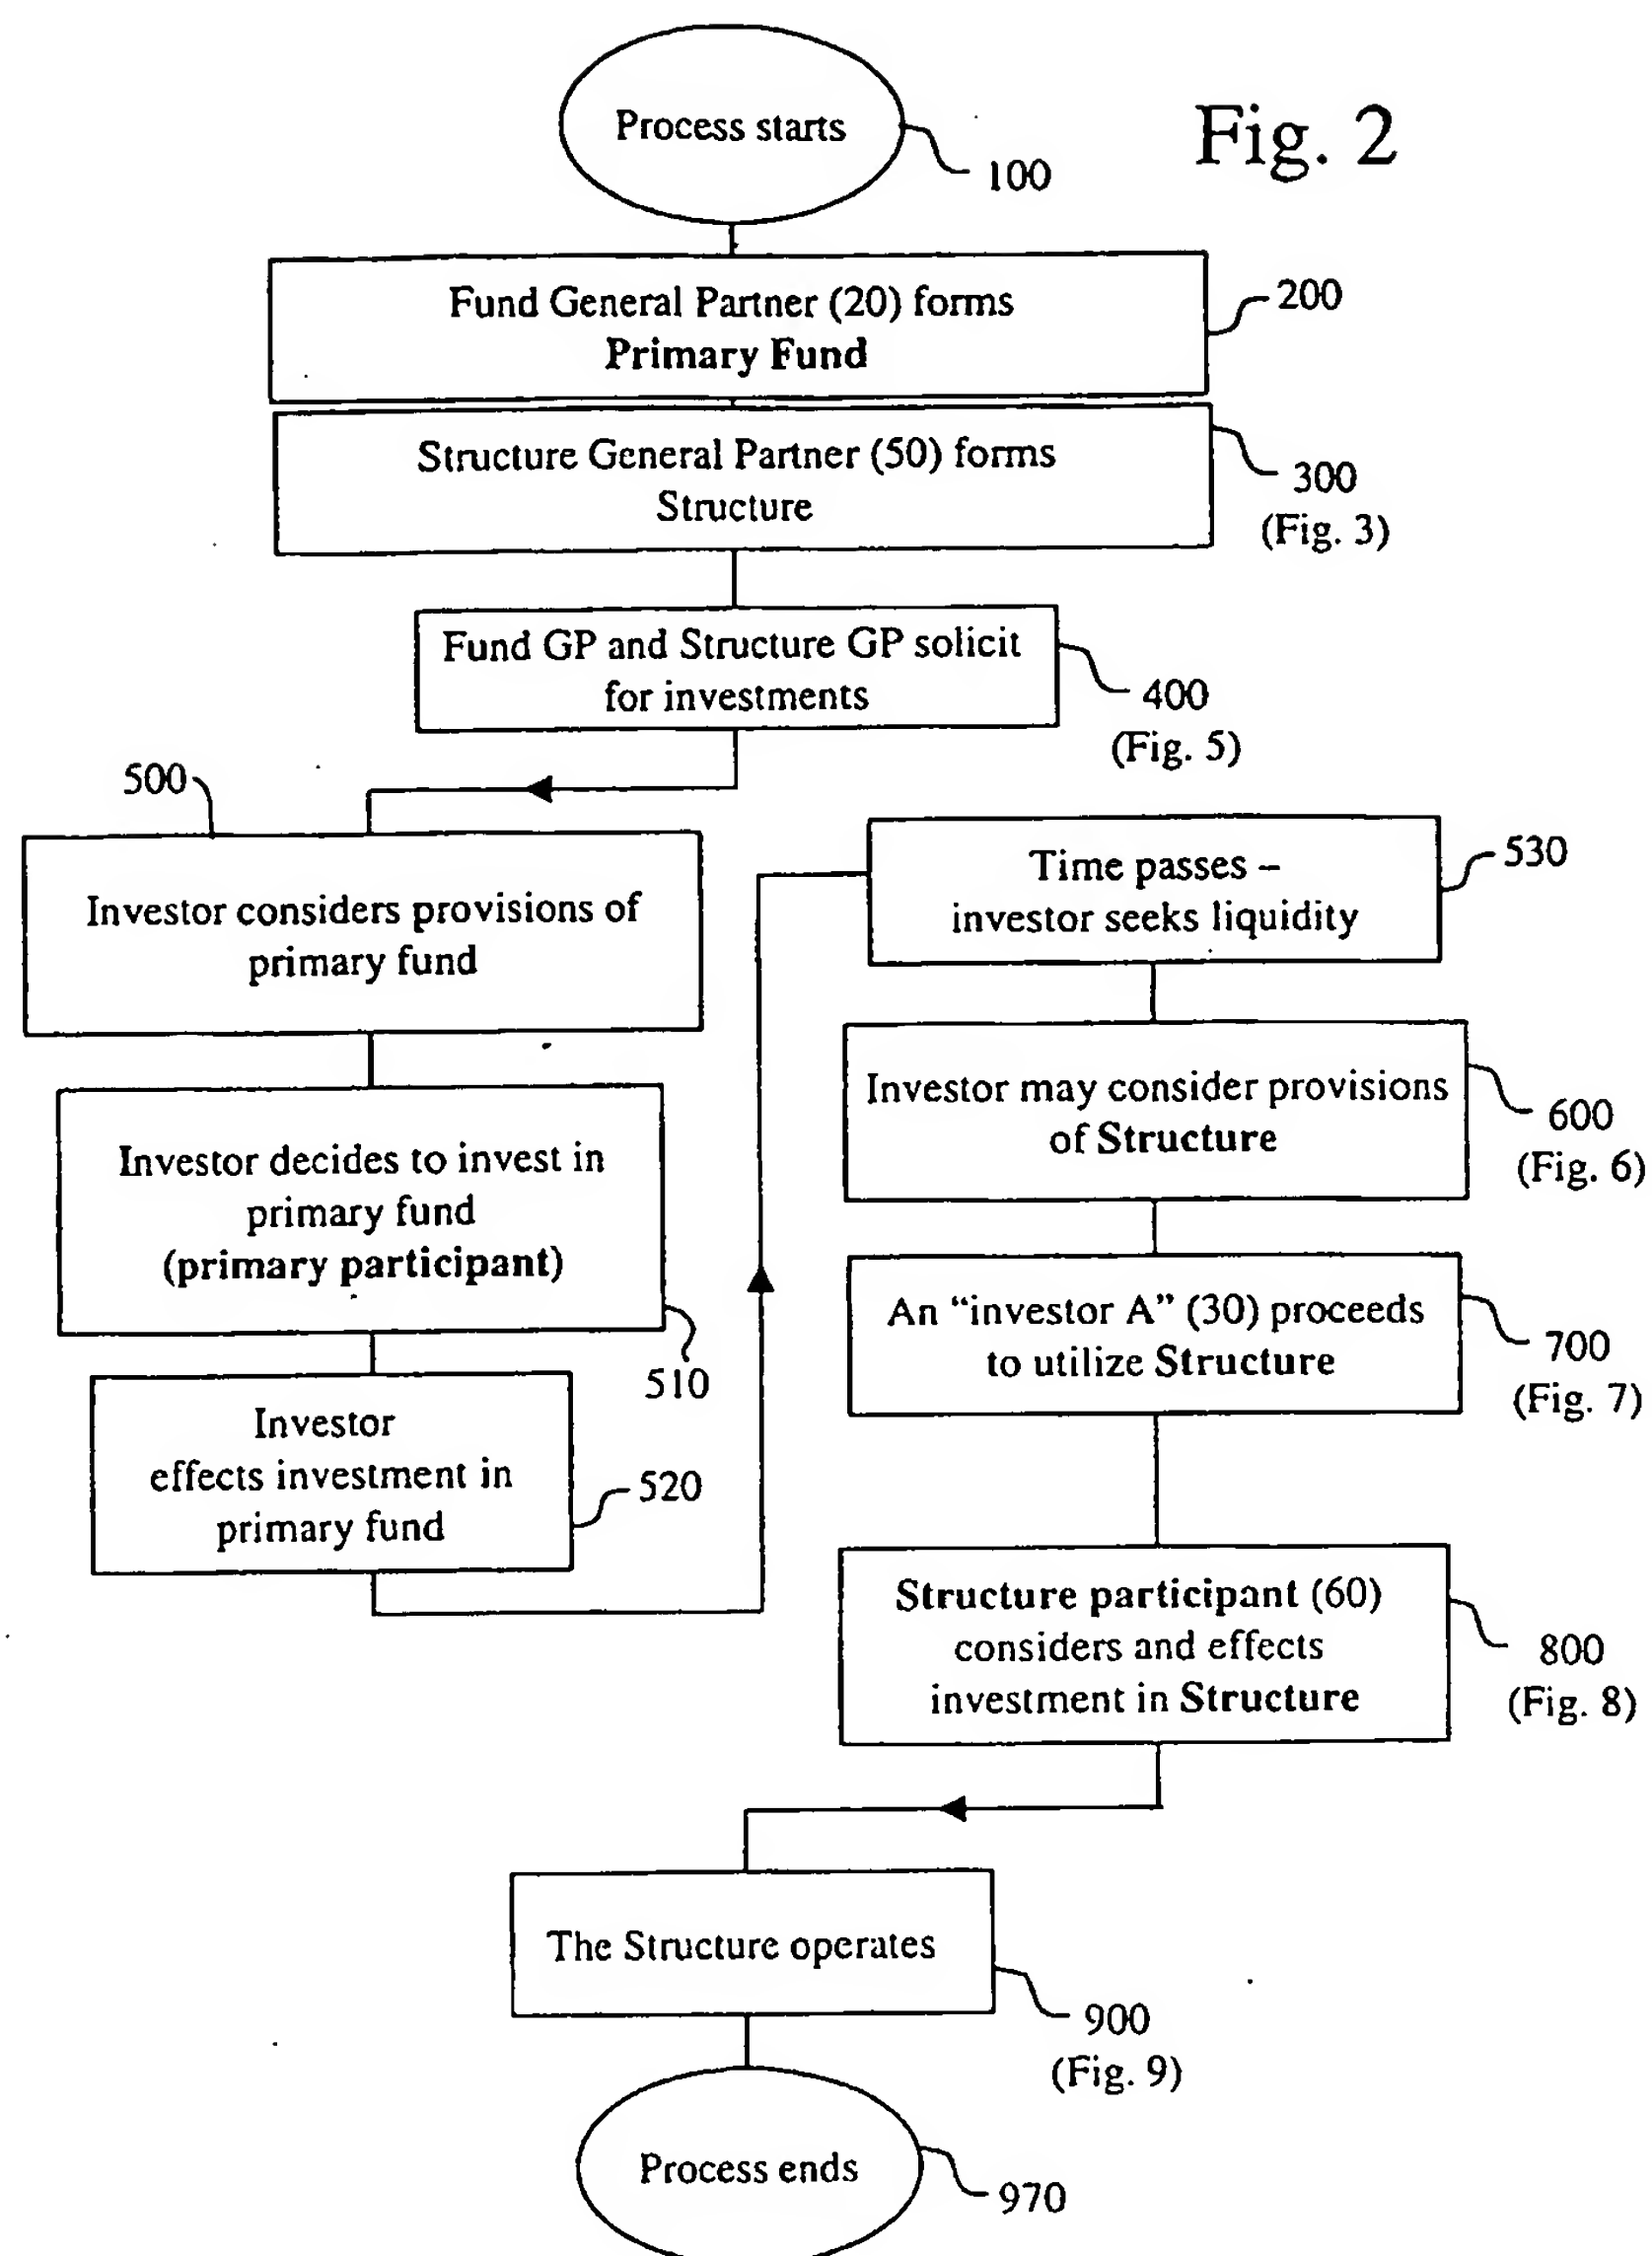 Fig. 2
Process starts
100
Fund General Partner (20) forms
Primary Fund
200
Structure General Partner (50) forms
Structure
300
(Fig. 3)
Fund GP and Structure GP solicit
for investments
400
(Fig. 5)
500
Investor considers provisions of
primary fund
Investor decides to invest in
primary fund
(primary participant)
510
Investor
effects investment in
primary fund
520
Time passes –
investor seeks liquidity
530
Investor may consider provisions
of Structure
600
(Fig. 6)
An “investor A” (30) proceeds
to utilize Structure
700
(Fig. 7)
Structure participant (60)
considers and effects
investment in Structure
800
(Fig. 8)
The Structure operates
900
(Fig. 9)
Process ends
970